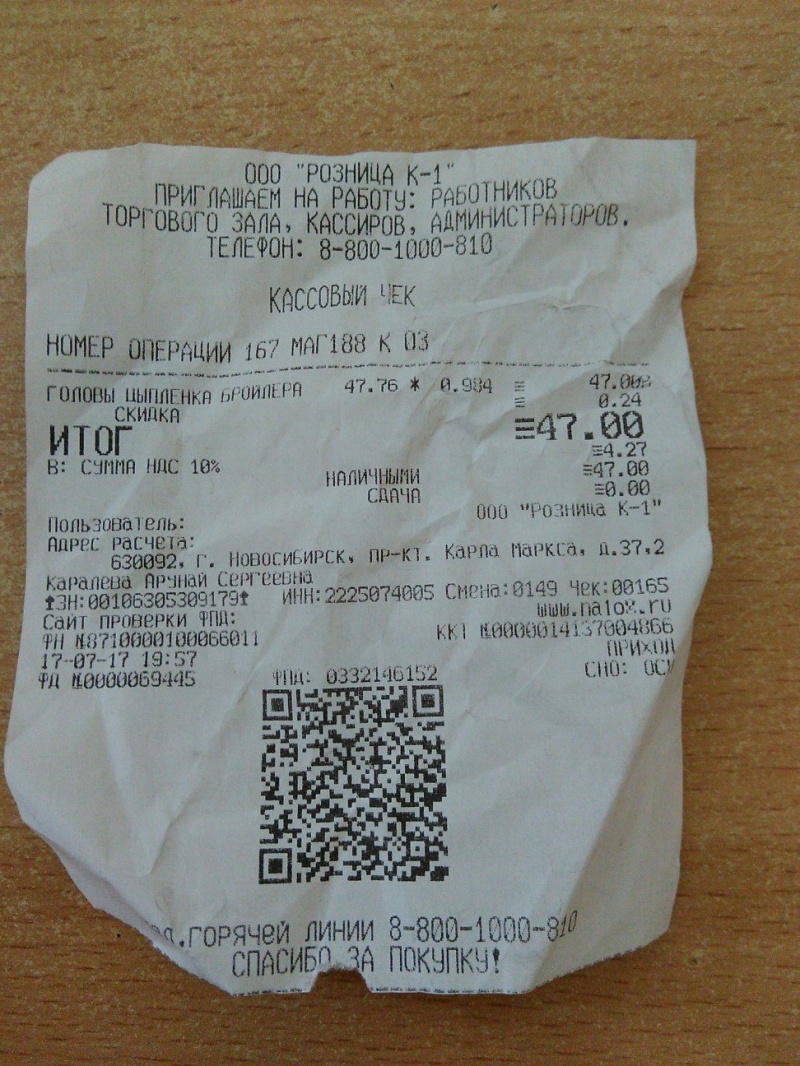 ООО "РОЗНИЦА К-1"
ПРИГЛАШАЕМ НА РАБОТУ: РАБОТНИКОВ
ТОРГОВОГО ЗАЛА, КАССИРОВ, АДМИНИСТРАТОРОВ.
ТЕЛЕФОН: 8-800-1000-810
КАССОВЫЙ ЧЕК
НОМЕР ОПЕРАЦИИ 167 МАГ188 К 03
ГОЛОВЫ ЦЫПЛЕНКА БРОЙЛЕРА 47.76 * 0.984 ≡ 47.00
СКИДКА ≡ 0.24
ИТОГ ≡47.00
В: СУММА НДС 10% ≡4.27
НАЛИЧНЫМИ ≡47.00
СДАЧА ≡0.00
Пользователь: ООО "Розница К-1"
Адрес расчета:
630092, Г. НОВОСИБИРСК, ПР-КТ. Карла Маркса, д.37,2
Каралева Арунай Сергеевна
ЗН:00106305309179 ИНН:2225074005 Смена:0149 Чек:00165
Сайт проверки ФПД: www.nalog.ru
ФН №8710000100066011 ККТ №0000014137004866
17-07-17 19:57 ПРИХОД
ФД №0000069445 ФПД: 0332146152 СНО:
ГОРЯЧЕЙ ЛИНИИ 8-800-1000-810
СПАСИБО ЗА ПОКУПКУ!